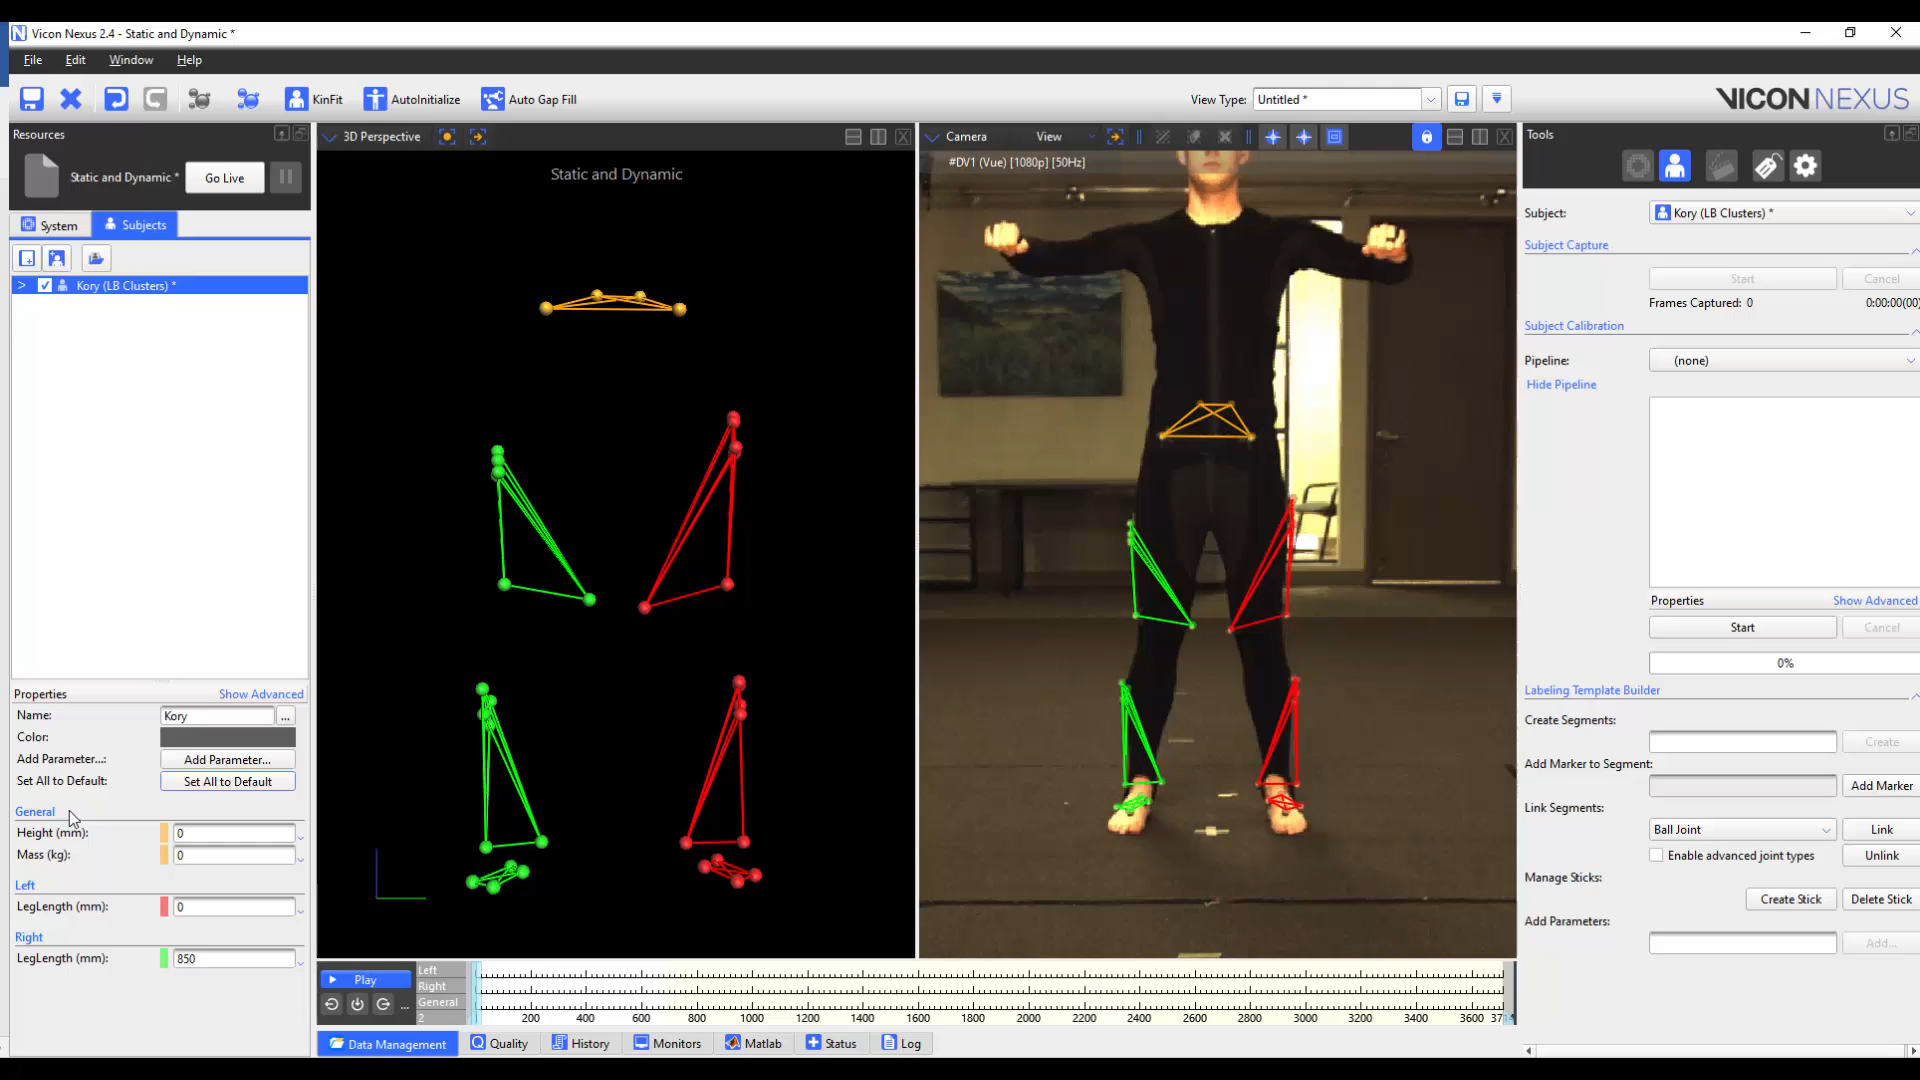 Vicon Nexus 2.4 - Static and Dynamic *
File Edit Window Help
KinFit AutoInitialize Auto Gap Fill View Type: Untitled * VICON NEXUS
Resources
Static and Dynamic * Go Live
System Subjects
Kory (LB Clusters) *
Properties Show Advanced
Name: Kory ...
Color:
Add Parameter...: Add Parameter...
Set All to Default: Set All to Default
General
Height (mm): 0
Mass (kg): 0
Left
LegLength (mm): 0
Right
LegLength (mm): 850
3D Perspective
Static and Dynamic
Camera View
#DV1 (Vue) [1080p] [50Hz]
Play
Left
Right
General
2
...
200 400 600 800 1000 1200 1400 1600 1800 2000 2200 2400 2600 2800 3000 3200 3400 3600
Data Management Quality History Monitors Matlab Status Log
Tools
Subject: Kory (LB Clusters) *
Subject Capture
Start Cancel
Frames Captured: 0 0:00:00(00)
Subject Calibration
Pipeline: (none)
Hide Pipeline
Properties Show Advanced
Start Cancel
0%
Labeling Template Builder
Create Segments:
Create
Add Marker to Segment:
Add Marker
Link Segments:
Ball Joint Link
Enable advanced joint types Unlink
Manage Sticks:
Create Stick Delete Stick
Add Parameters:
Add...